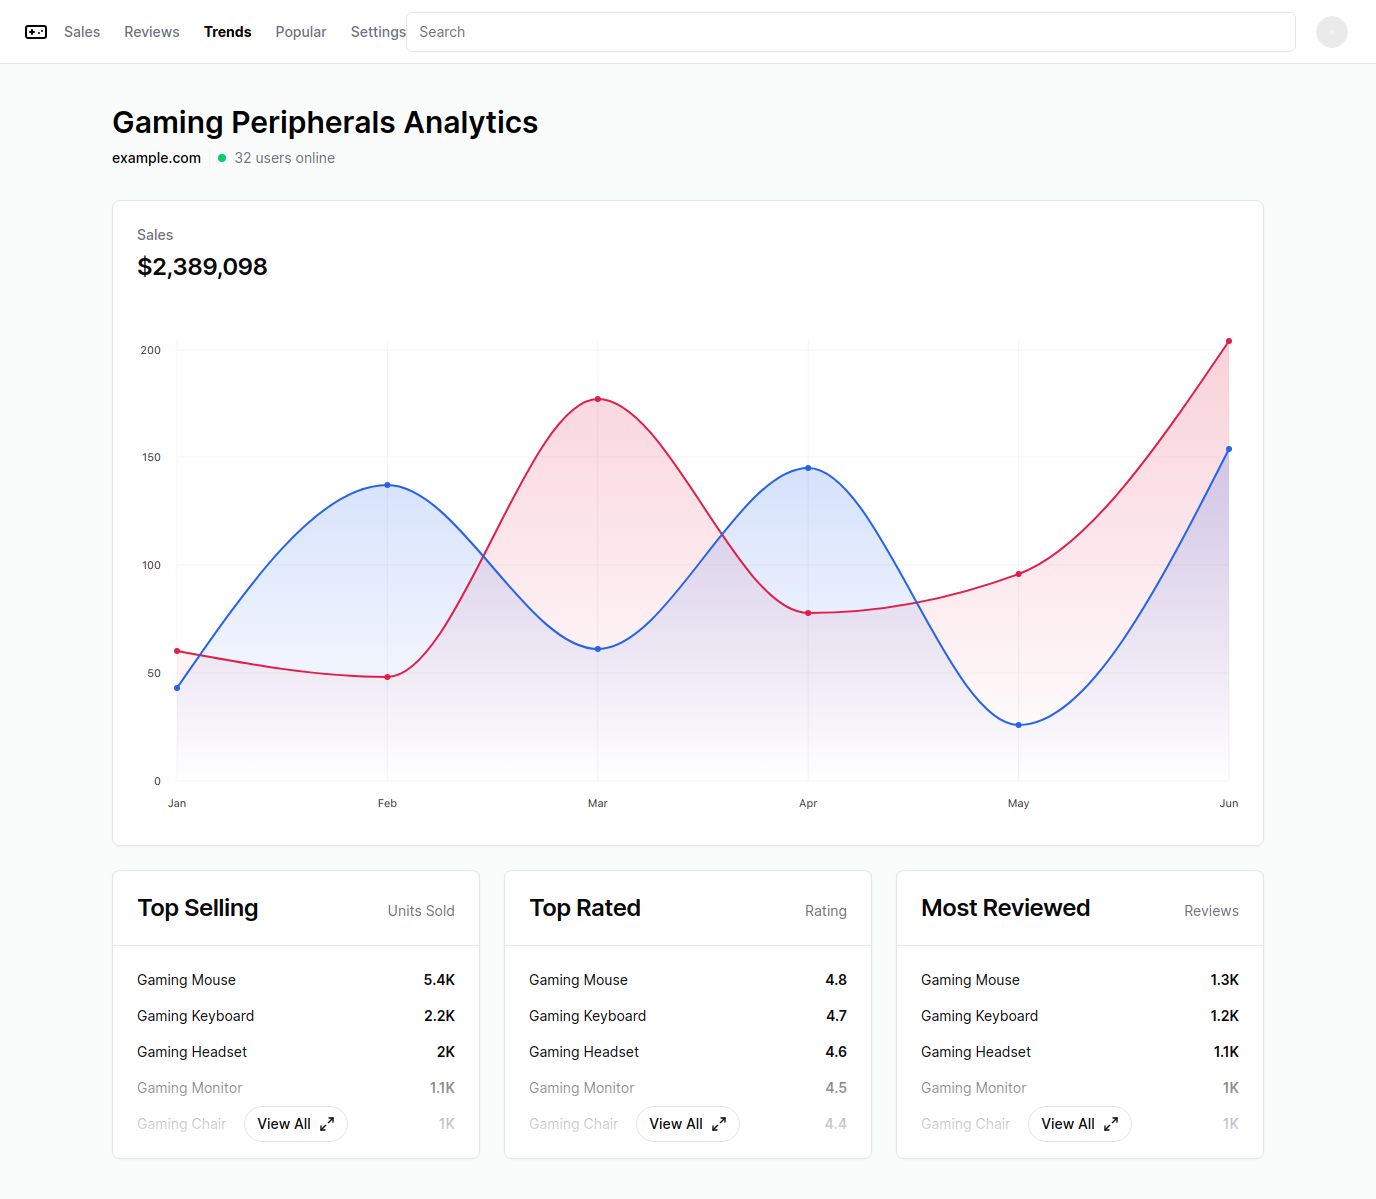 Sales Reviews Trends Popular Settings Search
Gaming Peripherals Analytics
example.com 32 users online
Sales
$2,389,098
200
150
100
50
0
Jan Feb Mar Apr May Jun
Top Selling Units Sold
Gaming Mouse 5.4K
Gaming Keyboard 2.2K
Gaming Headset 2K
Gaming Monitor 1.1K
Gaming Chair View All 1K
Top Rated Rating
Gaming Mouse 4.8
Gaming Keyboard 4.7
Gaming Headset 4.6
Gaming Monitor 4.5
Gaming Chair View All 4.4
Most Reviewed Reviews
Gaming Mouse 1.3K
Gaming Keyboard 1.2K
Gaming Headset 1.1K
Gaming Monitor 1K
Gaming Chair View All 1K